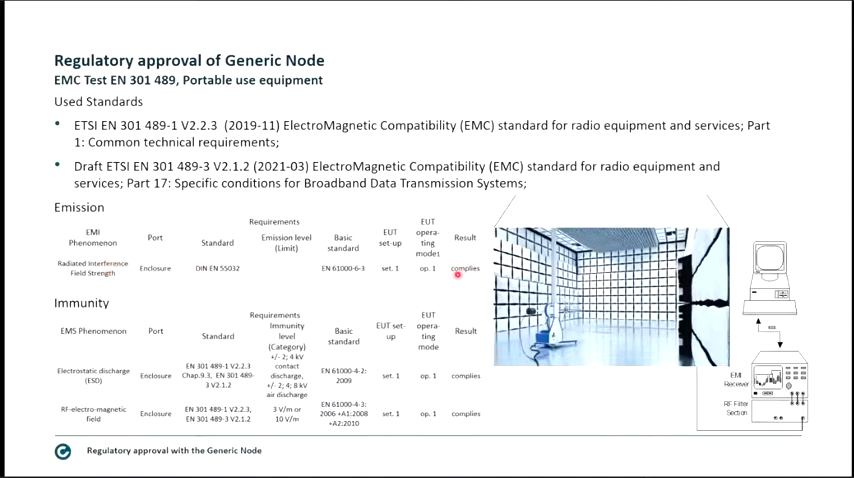 Regulatory approval of Generic Node
EMC Test EN 301 489, Portable use equipment
Used Standards
• ETSI EN 301 489-1 V2.2.3 (2019-11) ElectroMagnetic Compatibility (EMC) standard for radio equipment and services; Part
1: Common technical requirements;
• Draft ETSI EN 301 489-3 V2.1.2 (2021-03) ElectroMagnetic Compatibility (EMC) standard for radio equipment and
services; Part 17: Specific conditions for Broadband Data Transmission Systems;
Emission
EMI Phenomenon Port Requirements Standard Emission level (Limit) Basic standard EUT set-up EUT opera-ting modes Result
Radiated Interference Field Strength Enclosure DIN EN 55032 EN 61000-6-3 set. 1 op. 1 complies
Immunity
EMS Phenomenon Port Requirements Standard Immunity level (Category) Basic standard EUT set-up EUT opera-ting mode Result
Electrostatic discharge (ESD) Enclosure EN 301 489-1 V2.2.3 Chap.9.3, EN 301 489-3 V2.1.2 +/- 2; 4 kV contact discharge, +/- 2; 4; 8 kV air discharge EN 61000-4-2: 2009 set. 1 op. 1 complies
RF-electro-magnetic field Enclosure EN 301 489-1 V2.2.3, EN 301 489-3 V2.1.2 3 V/m or 10 V/m EN 61000-4-3: 2006 +A1:2008 +A2:2010 set. 1 op. 1 complies
EMI
Receiver
RF Filter
Section
Regulatory approval with the Generic Node